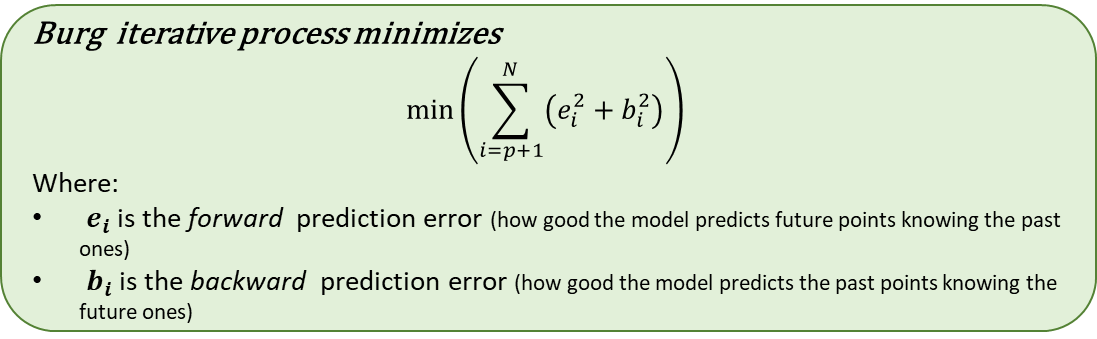 Burg iterative process minimizes
N
min(∑(e_i^2 + b_i^2))
i=p+1
Where:
• e_i is the forward prediction error (how good the model predicts future points knowing the past
ones)
• b_i is the backward prediction error (how good the model predicts the past points knowing the
future ones)